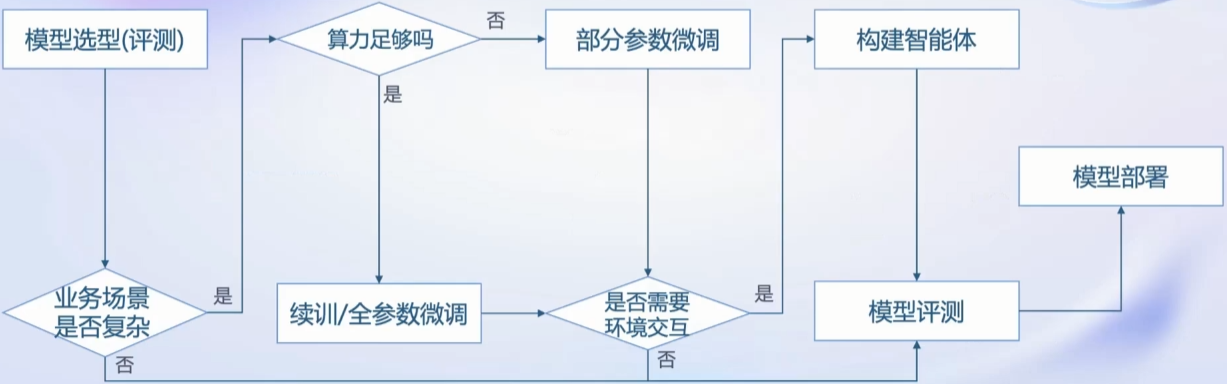 模型选型(评测)
算力足够吗
否
部分参数微调
构建智能体
是
模型部署
业务场景
是否复杂
是
续训/全参数微调
是否需要
环境交互
是
模型评测
否
否